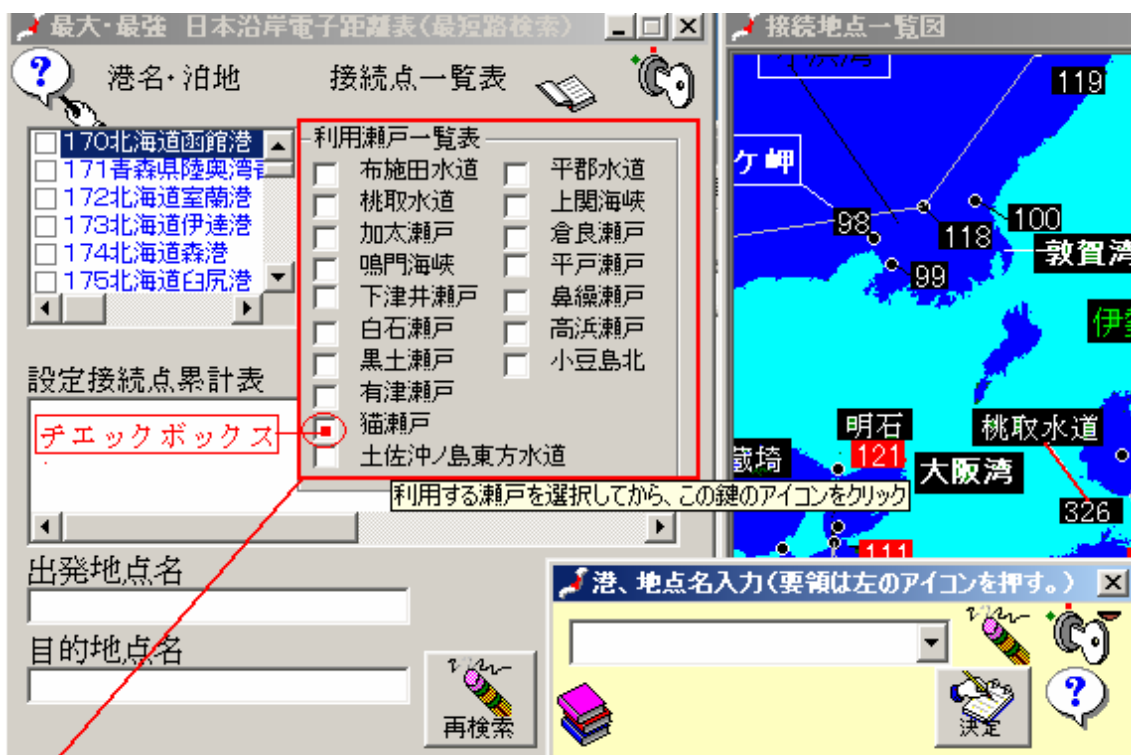 最大・最強 日本沿岸電子距離表(最短路検索)
港名・泊地
接続点一覧表
170北海道函館港
171青森県陸奥湾
172北海道室蘭港
173北海道伊達港
174北海道森港
175北海道臼尻港
利用瀬戸一覧表
布施田水道
桃取水道
加太瀬戸
鳴門海峡
下津井瀬戸
白石瀬戸
黒土瀬戸
有津瀬戸
猫瀬戸
土佐沖ノ島東方水道
平郡水道
上関海峡
倉良瀬戸
平戸瀬戸
鼻繰瀬戸
高浜瀬戸
小豆島北
設定接続点累計表
チエックボックス
利用する瀬戸を選択してから、この鍵のアイコンをクリック
出発地点名
目的地点名
再検索
接続地点一覧図
119
ケ岬
98
118
100
99
敦賀湾
明石
121
大阪湾
桃取水道
326
111
港、地点名入力(要領は左のアイコンを押す。)
決定